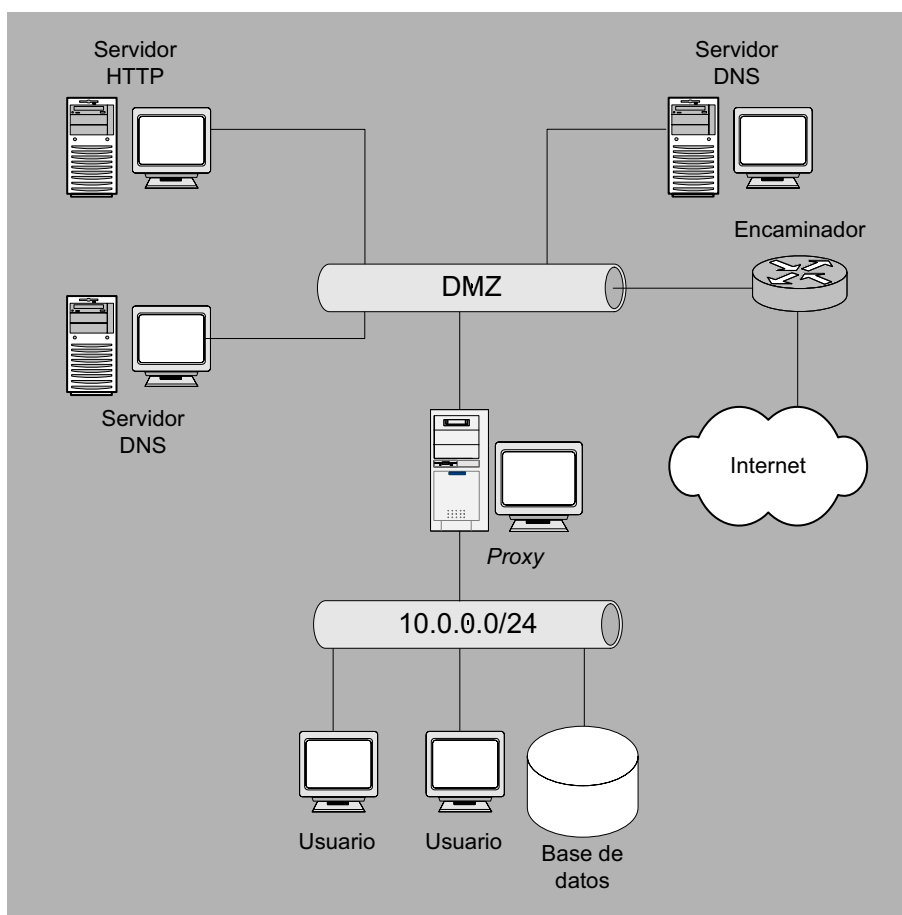 Servidor
HTTP
Servidor
DNS
Encaminador
DMZ
Servidor
DNS
Internet
Proxy
10.0.0.0/24
Usuario
Usuario
Base de
datos